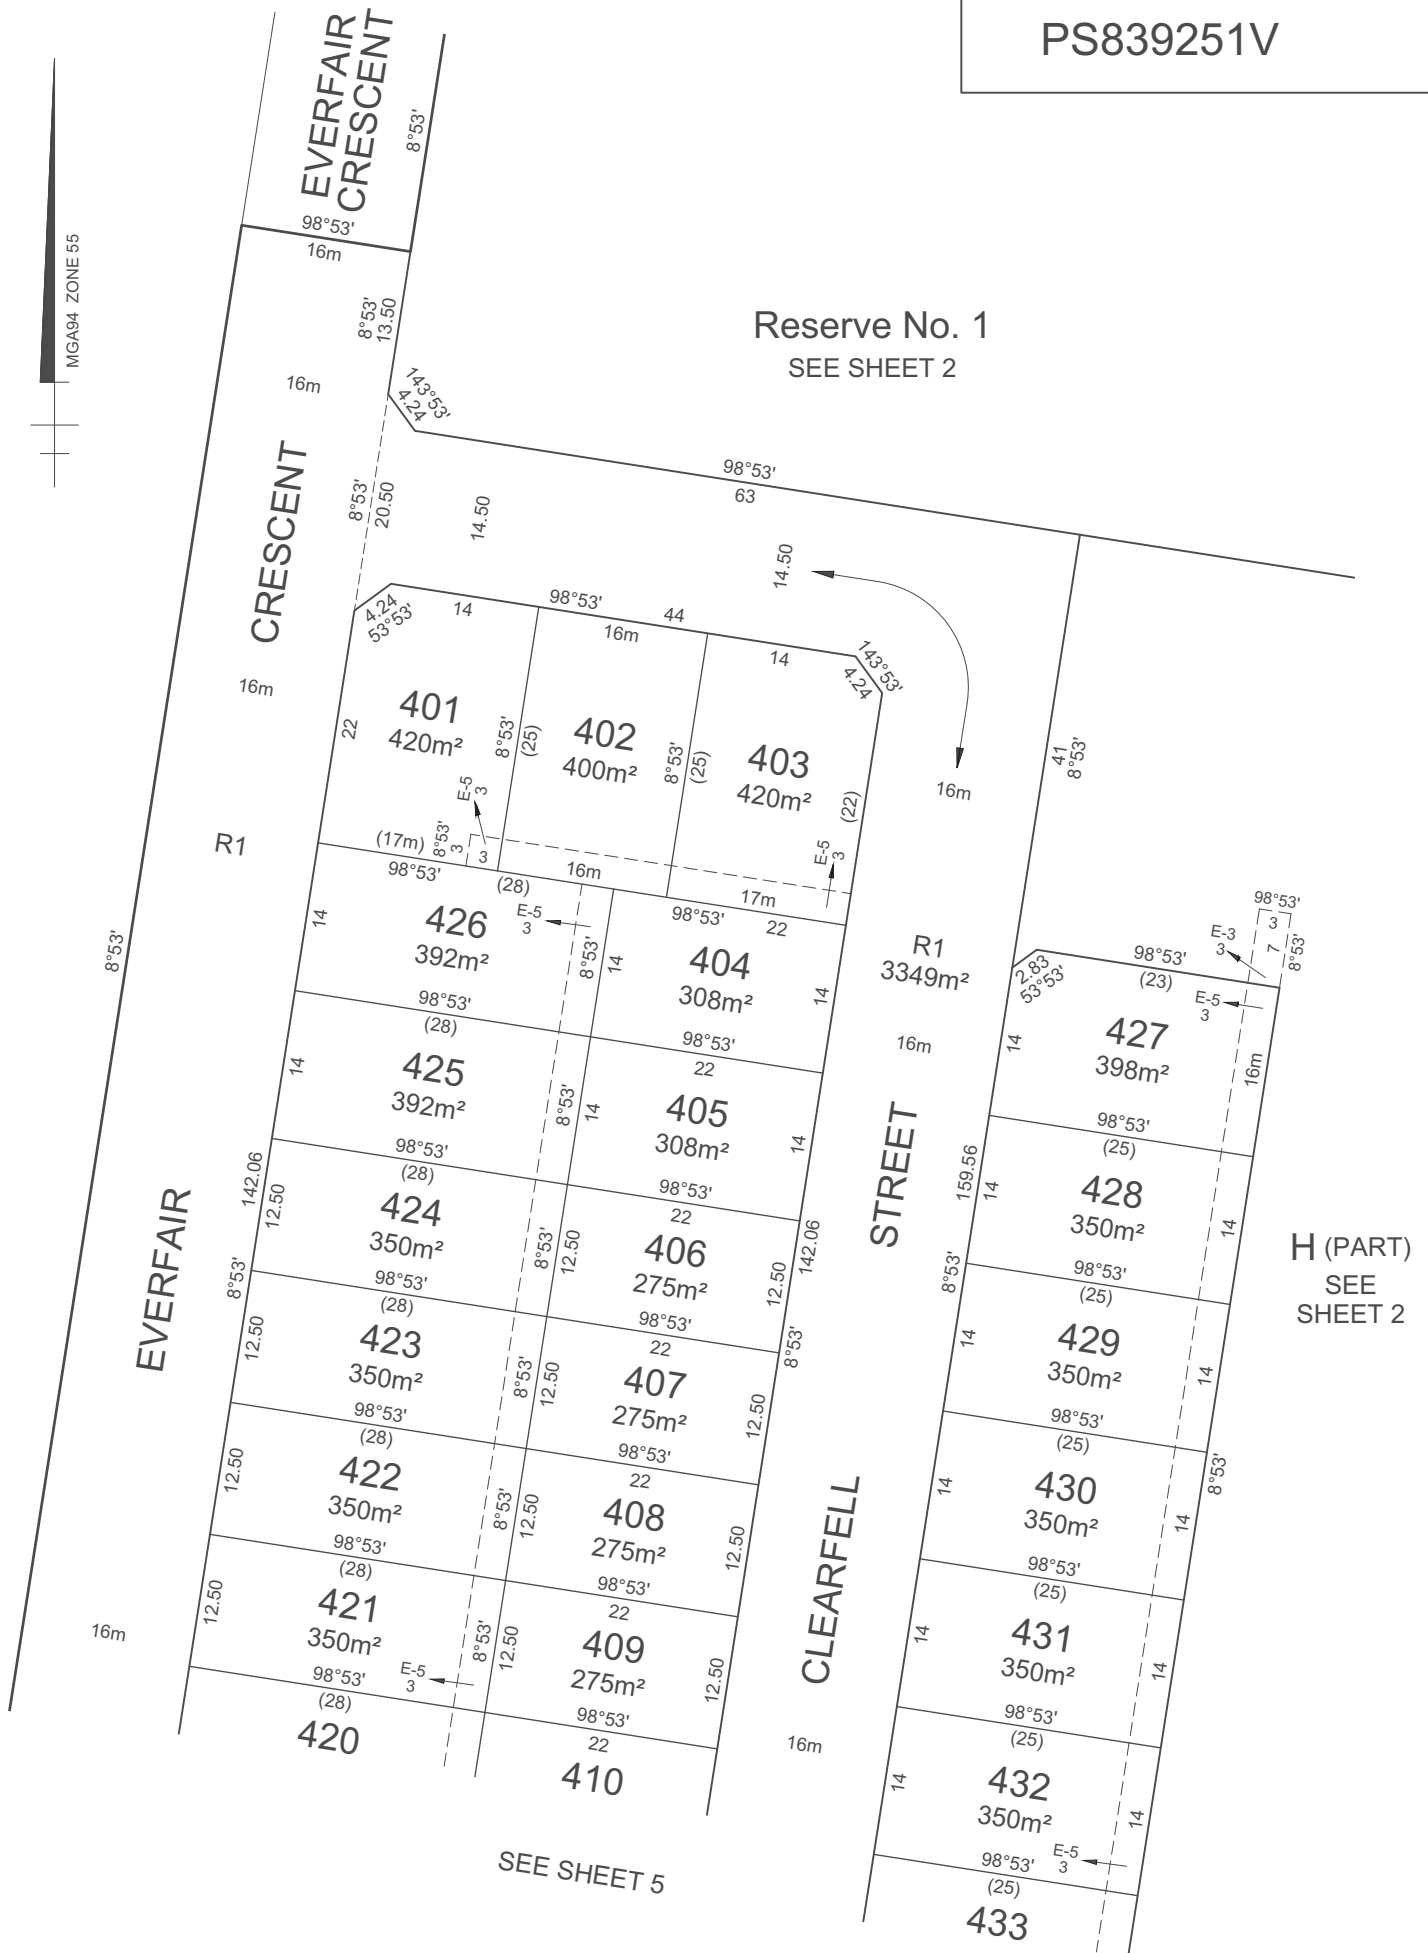 PS839251V
EVERFAIR
CRESCENT
8°53'
98°53'
16m
MGA94 ZONE 55
8°53'
13.50
16m
143°53'
4.24
Reserve No. 1
SEE SHEET 2
98°53'
63
8°53'
20.50
14.50
14.50
CRESCENT
4.24
53°53'
14
98°53'
44
16m
14
143°53'
4.24
16m
22
401
420m²
8°53'
(25)
402
400m²
8°53'
(25)
403
420m²
(22)
16m
41
8°53'
E-5
3
E-5
3
R1
(17m)
8°53'
3
3
16m
17m
98°53'
(28)
98°53'
22
8°53'
14
426
392m²
E-5
3
8°53'
14
404
308m²
14
R1
3349m²
98°53'
3
7
8°53'
E-3
3
2.83
53°53'
98°53'
(23)
E-5
3
98°53'
(28)
98°53'
22
16m
14
427
398m²
16m
14
425
392m²
8°53'
14
405
308m²
14
STREET
98°53'
(25)
98°53'
(28)
98°53'
22
142.06
12.50
8°53'
424
350m²
8°53'
12.50
406
275m²
12.50
142.06
8°53'
159.56
14
8°53'
428
350m²
14
H (PART)
SEE
SHEET 2
EVERFAIR
98°53'
(28)
98°53'
22
98°53'
(25)
12.50
423
350m²
8°53'
12.50
407
275m²
12.50
14
429
350m²
14
98°53'
(28)
98°53'
22
98°53'
(25)
8°53'
12.50
422
350m²
8°53'
12.50
408
275m²
12.50
14
430
350m²
14
CLEARFELL
98°53'
(28)
98°53'
22
98°53'
(25)
12.50
421
350m²
8°53'
12.50
409
275m²
12.50
14
431
350m²
14
16m
98°53'
(28)
E-5
3
98°53'
22
16m
98°53'
(25)
420
410
14
432
350m²
14
E-5
3
98°53'
(25)
433
SEE SHEET 5